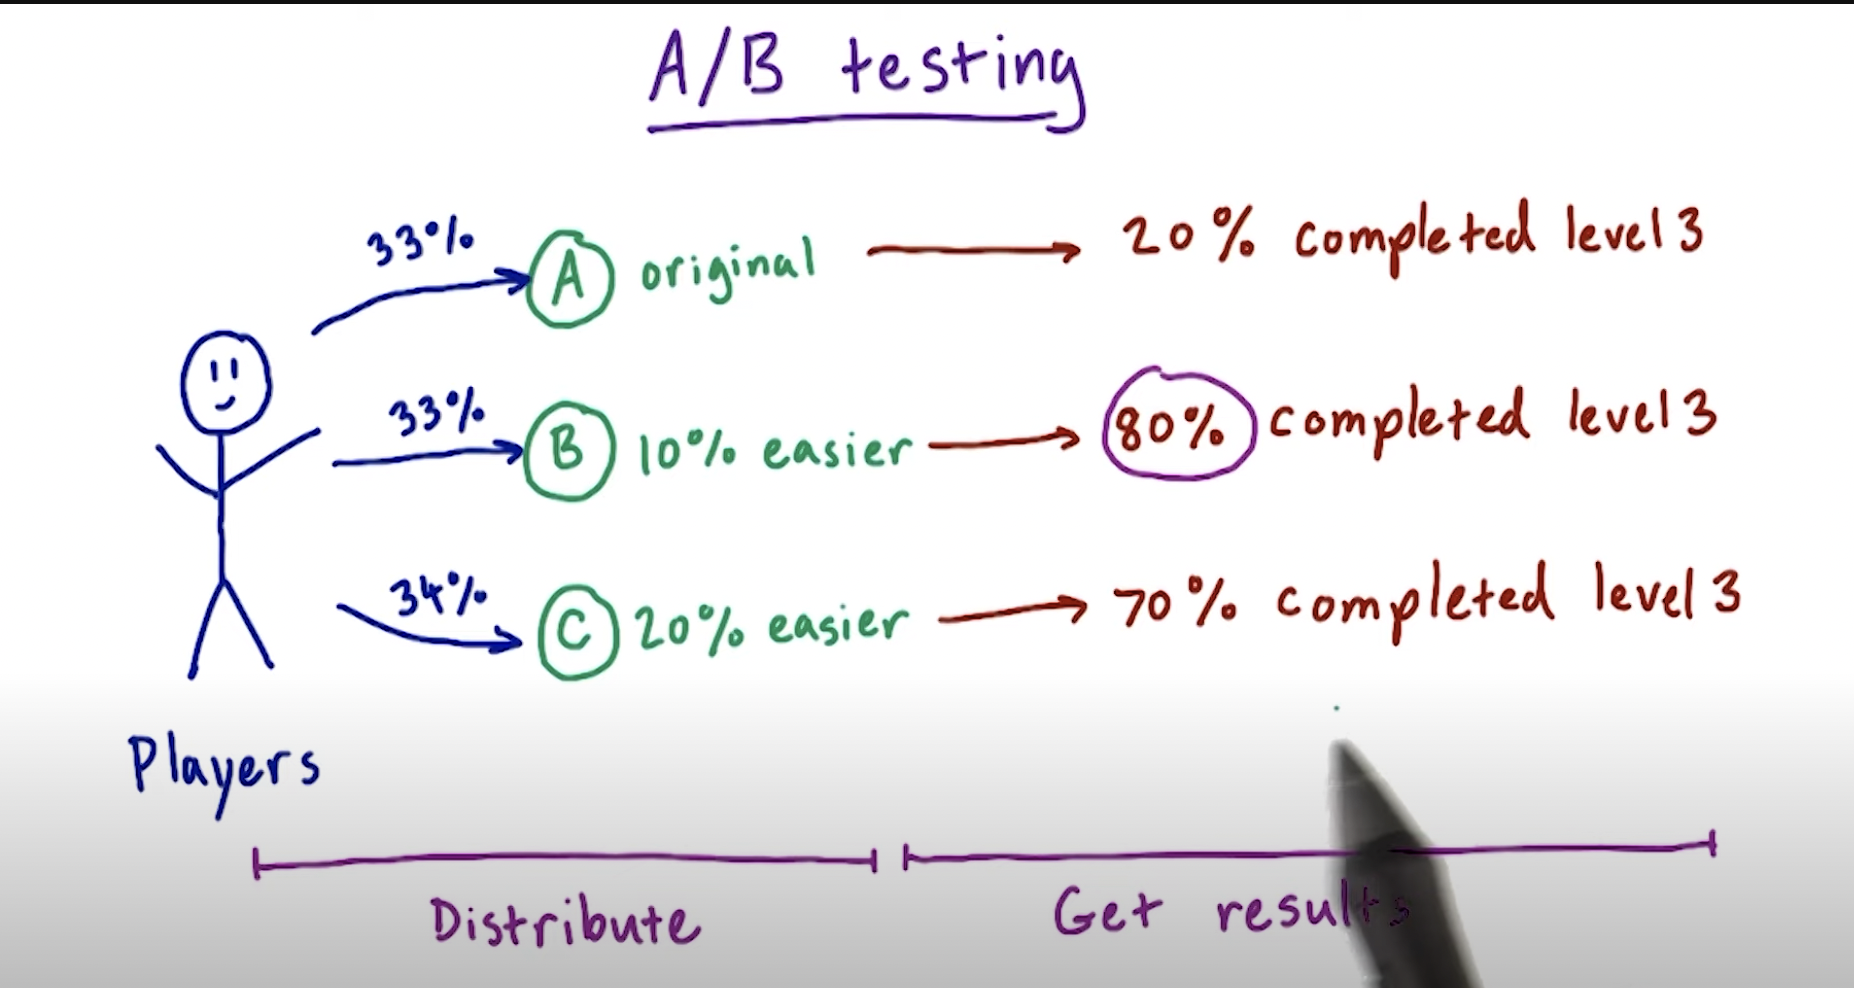 A/B testing
33% A original 20% completed level 3
33% B 10% easier 80% completed level 3
34% C 20% easier 70% completed level 3
Players
Distribute Get results